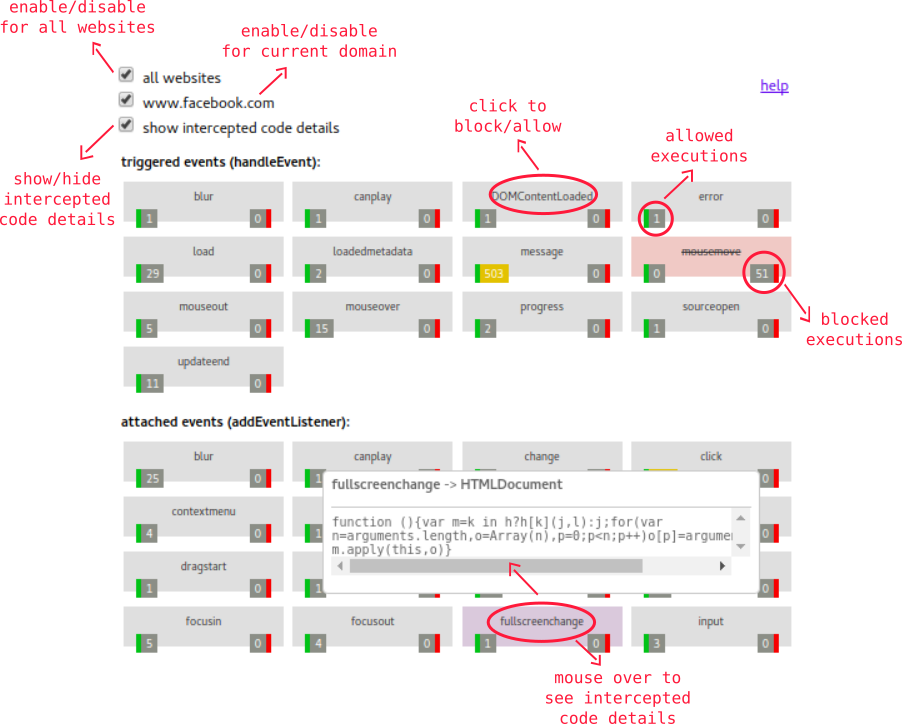 enable/disable
for all websites
enable/disable
for current domain
all websites
www.facebook.com
show intercepted code details
help
click to
block/allow
allowed
executions
show/hide
intercepted
code details
triggered events (handleEvent):
blur
1 0
canplay
1 0
DOMContentLoaded
1 0
error
1 0
load
29 0
loadedmetadata
2 0
message
503 0
mousemove
0 51
mouseout
5 0
mouseover
15 0
progress
2 0
sourceopen
1 0
blocked
executions
updateend
11 0
attached events (addEventListener):
blur
25 0
canplay
change
click
fullscreenchange -> HTMLDocument
function (){var m=k in h?h[k](j,l):j;for(var
n=arguments.length,o=Array(n),p=0;p<n;p++)o[p]=argume
m.apply(this,o)}
contextmenu
4 0
dragstart
1 0
focusin
5 0
focusout
4 0
fullscreenchange
1 0
input
3 0
mouse over to
see intercepted
code details